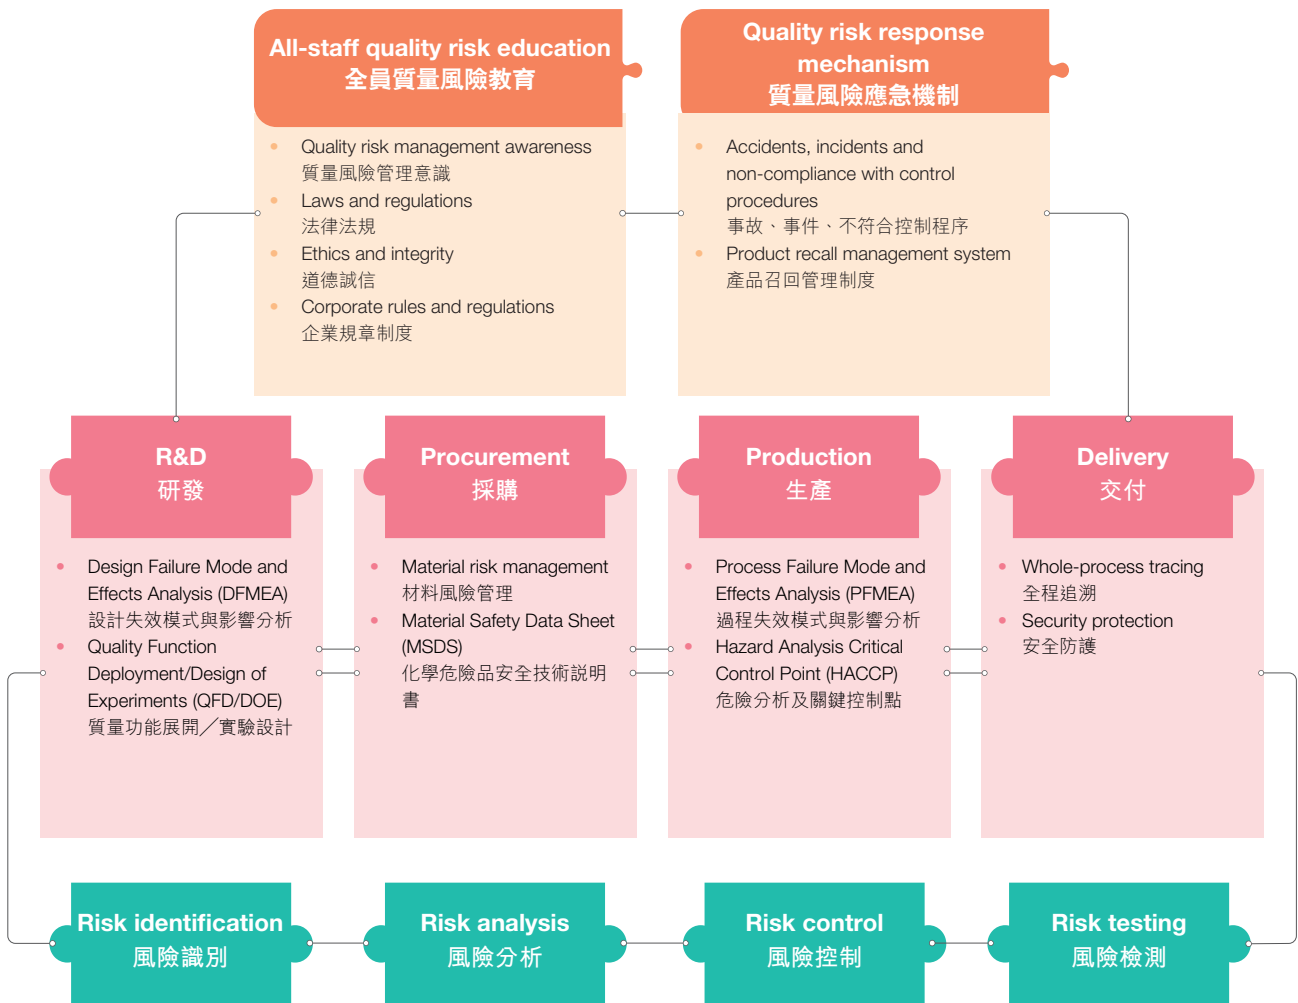 All-staff quality risk education
全員質量風險教育
Quality risk management awareness
質量風險管理意識
Laws and regulations
法律法規
Ethics and integrity
道德誠信
Corporate rules and regulations
企業規章制度
Quality risk response
mechanism
質量風險應急機制
Accidents, incidents and
non-compliance with control
procedures
事故、事件、不符合控制程序
Product recall management system
產品召回管理制度
R&D
研發
Design Failure Mode and
Effects Analysis (DFMEA)
設計失效模式與影響分析
Quality Function
Deployment/Design of
Experiments (QFD/DOE)
質量功能展開／實驗設計
Procurement
採購
Material risk management
材料風險管理
Material Safety Data Sheet
(MSDS)
化學危險品安全技術説明
書
Production
生產
Process Failure Mode and
Effects Analysis (PFMEA)
過程失效模式與影響分析
Hazard Analysis Critical
Control Point (HACCP)
危險分析及關鍵控制點
Delivery
交付
Whole-process tracing
全程追溯
Security protection
安全防護
Risk identification
風險識別
Risk analysis
風險分析
Risk control
風險控制
Risk testing
風險檢測